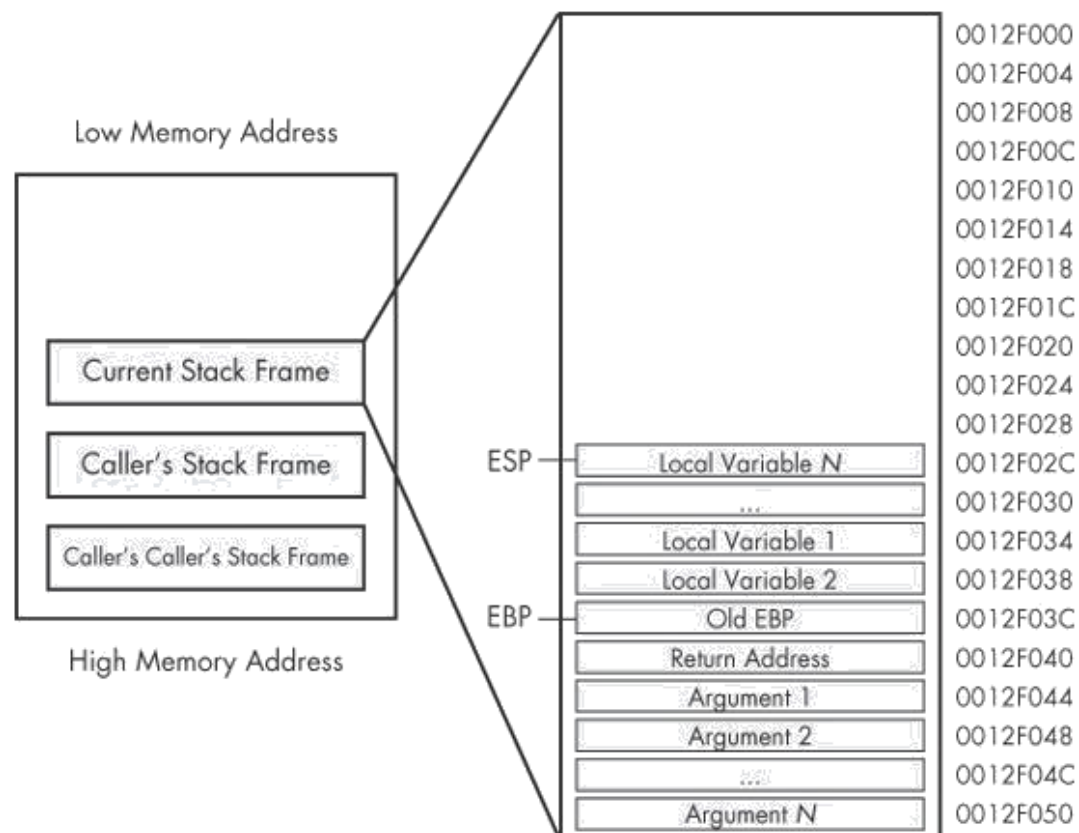 Low Memory Address
Current Stack Frame
Caller's Stack Frame
Caller's Caller's Stack Frame
High Memory Address
0012F000
0012F004
0012F008
0012F00C
0012F010
0012F014
0012F018
0012F01C
0012F020
0012F024
0012F028
ESP Local Variable N 0012F02C
... 0012F030
Local Variable 1 0012F034
Local Variable 2 0012F038
EBP Old EBP 0012F03C
Return Address 0012F040
Argument 1 0012F044
Argument 2 0012F048
... 0012F04C
Argument N 0012F050